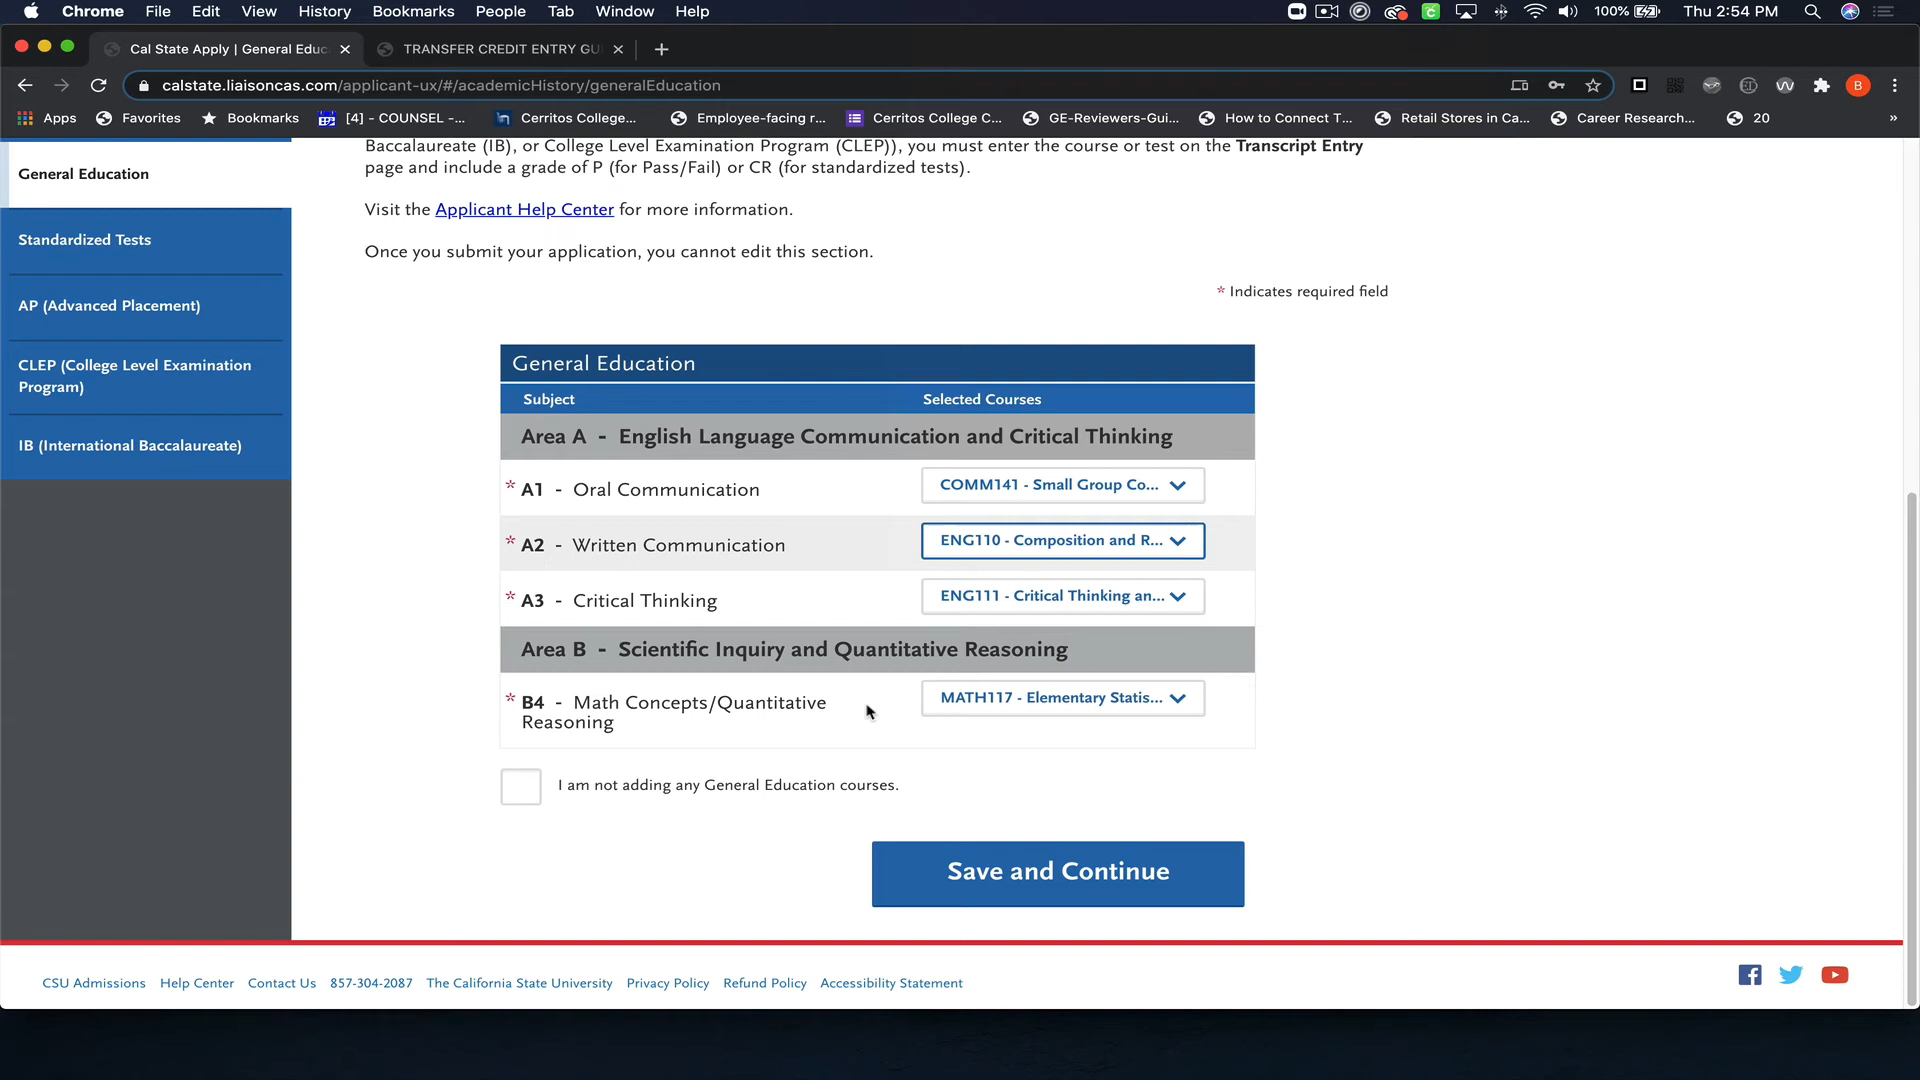 Chrome File Edit View History Bookmarks People Tab Window Help 100% Thu 2:54 PM
Cal State Apply | General Educ TRANSFER CREDIT ENTRY GU
calstate.liaisoncas.com/applicant-ux/#/academicHistory/generalEducation B
Apps Favorites Bookmarks [4] - COUNSEL -... Cerritos College... Employee-facing r... Cerritos College C... GE-Reviewers-Gui... How to Connect T... Retail Stores in Ca... Career Research... 20 »
Baccalaureate (IB), or College Level Examination Program (CLEP)), you must enter the course or test on the Transcript Entry
page and include a grade of P (for Pass/Fail) or CR (for standardized tests).
General Education
Visit the Applicant Help Center for more information.
Standardized Tests
Once you submit your application, you cannot edit this section.
* Indicates required field
AP (Advanced Placement)
CLEP (College Level Examination
Program)
IB (International Baccalaureate)
General Education
Subject Selected Courses
Area A - English Language Communication and Critical Thinking
* A1 - Oral Communication COMM141 - Small Group Co...
* A2 - Written Communication ENG110 - Composition and R...
* A3 - Critical Thinking ENG111 - Critical Thinking an...
Area B - Scientific Inquiry and Quantitative Reasoning
* B4 - Math Concepts/Quantitative MATH117 - Elementary Statis...
Reasoning
I am not adding any General Education courses.
Save and Continue
CSU Admissions Help Center Contact Us 857-304-2087 The California State University Privacy Policy Refund Policy Accessibility Statement